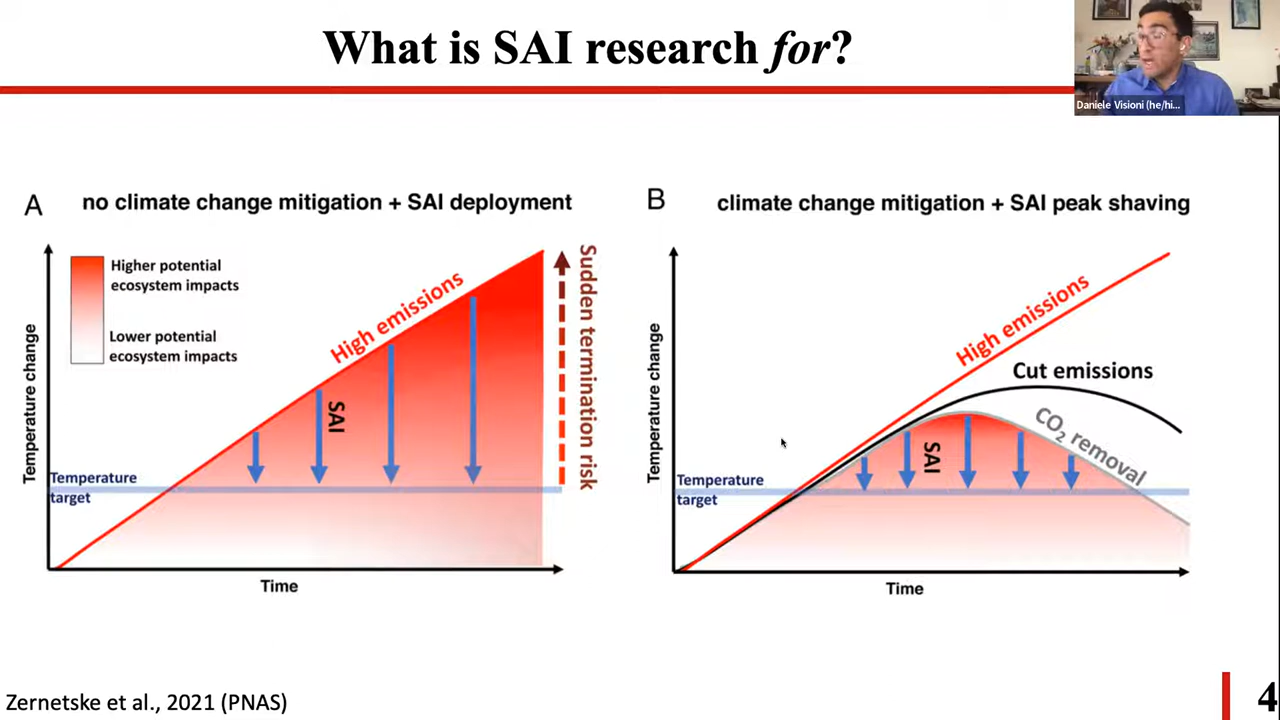 What is SAI research for?
Daniele Visioni (he/hi...
A
no climate change mitigation + SAI deployment
Higher potential
ecosystem impacts
Lower potential
ecosystem impacts
High emissions
SAI
Sudden termination risk
Temperature change
Temperature
target
Time
B
climate change mitigation + SAI peak shaving
High emissions
Cut emissions
CO2 removal
SAI
Temperature change
Temperature
target
Time
Zernetske et al., 2021 (PNAS)
4